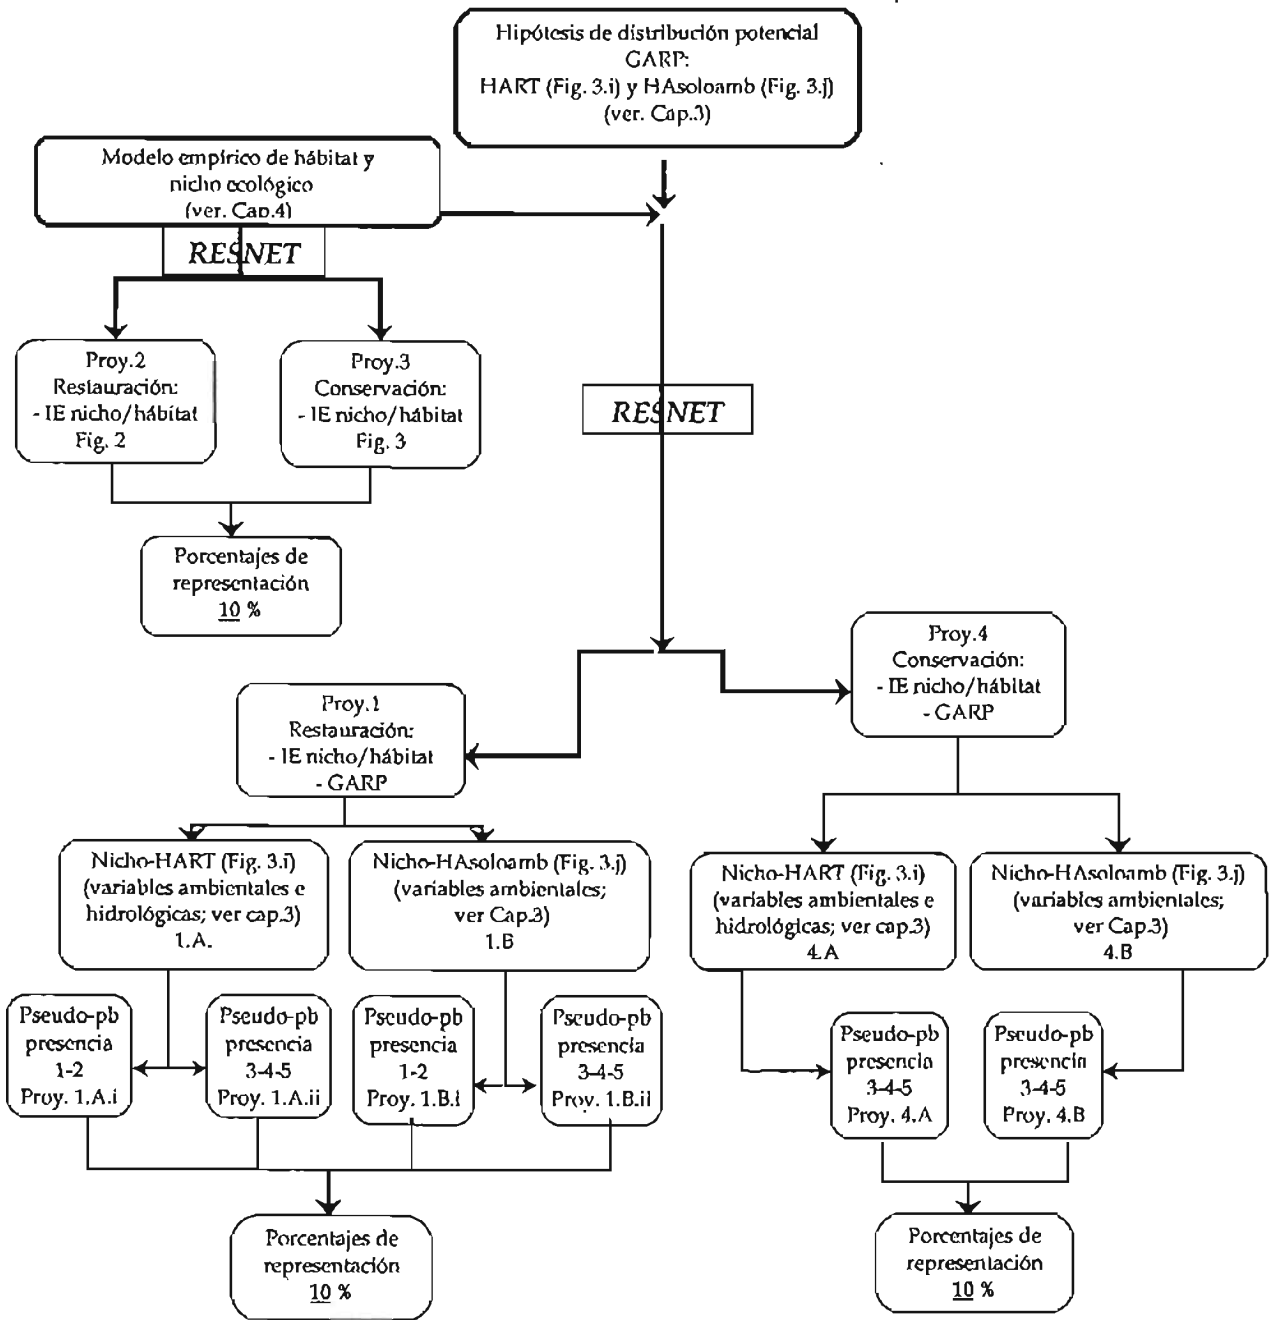 Hipótesis de distribución potencial
GARP:
HART (Fig. 3.i) y HAsoloamb (Fig. 3.j)
(ver. Cap.3)
Modelo empírico de hábitat y
nicho ecológico
(ver. Cap.4)
RESNET
Proy.2
Restauración:
- IE nicho/hábitat
Fig. 2
Proy.3
Conservación:
- IE nicho/hábitat
Fig. 3
RESNET
Porcentajes de
representación
10 %
Proy.4
Conservación:
- IE nicho/hábitat
- GARP
Proy.1
Restauración:
- IE nicho/hábitat
- GARP
Nicho-HART (Fig. 3.i)
(variables ambientales e
hidrológicas; ver cap.3)
1.A.
Nicho-HAsoloamb (Fig. 3.j)
(variables ambientales;
ver Cap.3)
1.B
Nicho-HART (Fig. 3.i)
(variables ambientales e
hidrológicas; ver cap.3)
4.A
Nicho-HAsoloamb (Fig. 3.j)
(variables ambientales;
ver Cap.3)
4.B
Pseudo-pb
presencia
1-2
Proy. 1.A.i
Pseudo-pb
presencia
3-4-5
Proy. 1.A.ii
Pseudo-pb
presencia
1-2
Proy. 1.B.i
Pseudo-pb
presencia
3-4-5
Proy. 1.B.ii
Pseudo-pb
presencia
3-4-5
Proy. 4.A
Pseudo-pb
presencia
3-4-5
Proy. 4.B
Porcentajes de
representación
10 %
Porcentajes de
representación
10 %